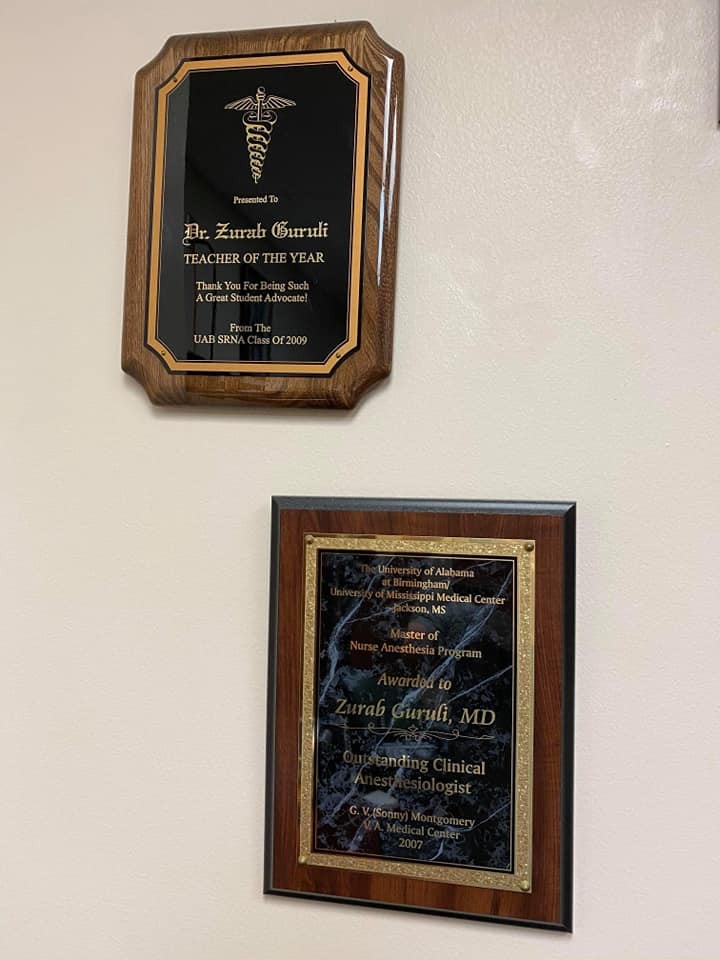 Presented To
Dr. Zurab Guruli
TEACHER OF THE YEAR
Thank You For Being Such
A Great Student Advocate!
From The
UAB SRNA Class Of 2009
The University of Alabama
at Birmingham/
University of Mississippi Medical Center
-Jackson, MS
Master of
Nurse Anesthesia Program
Awarded to
Zurab Guruli, MD
Outstanding Clinical
Anesthesiologist
G. V. (Sonny) Montgomery
V. A. Medical Center
2007